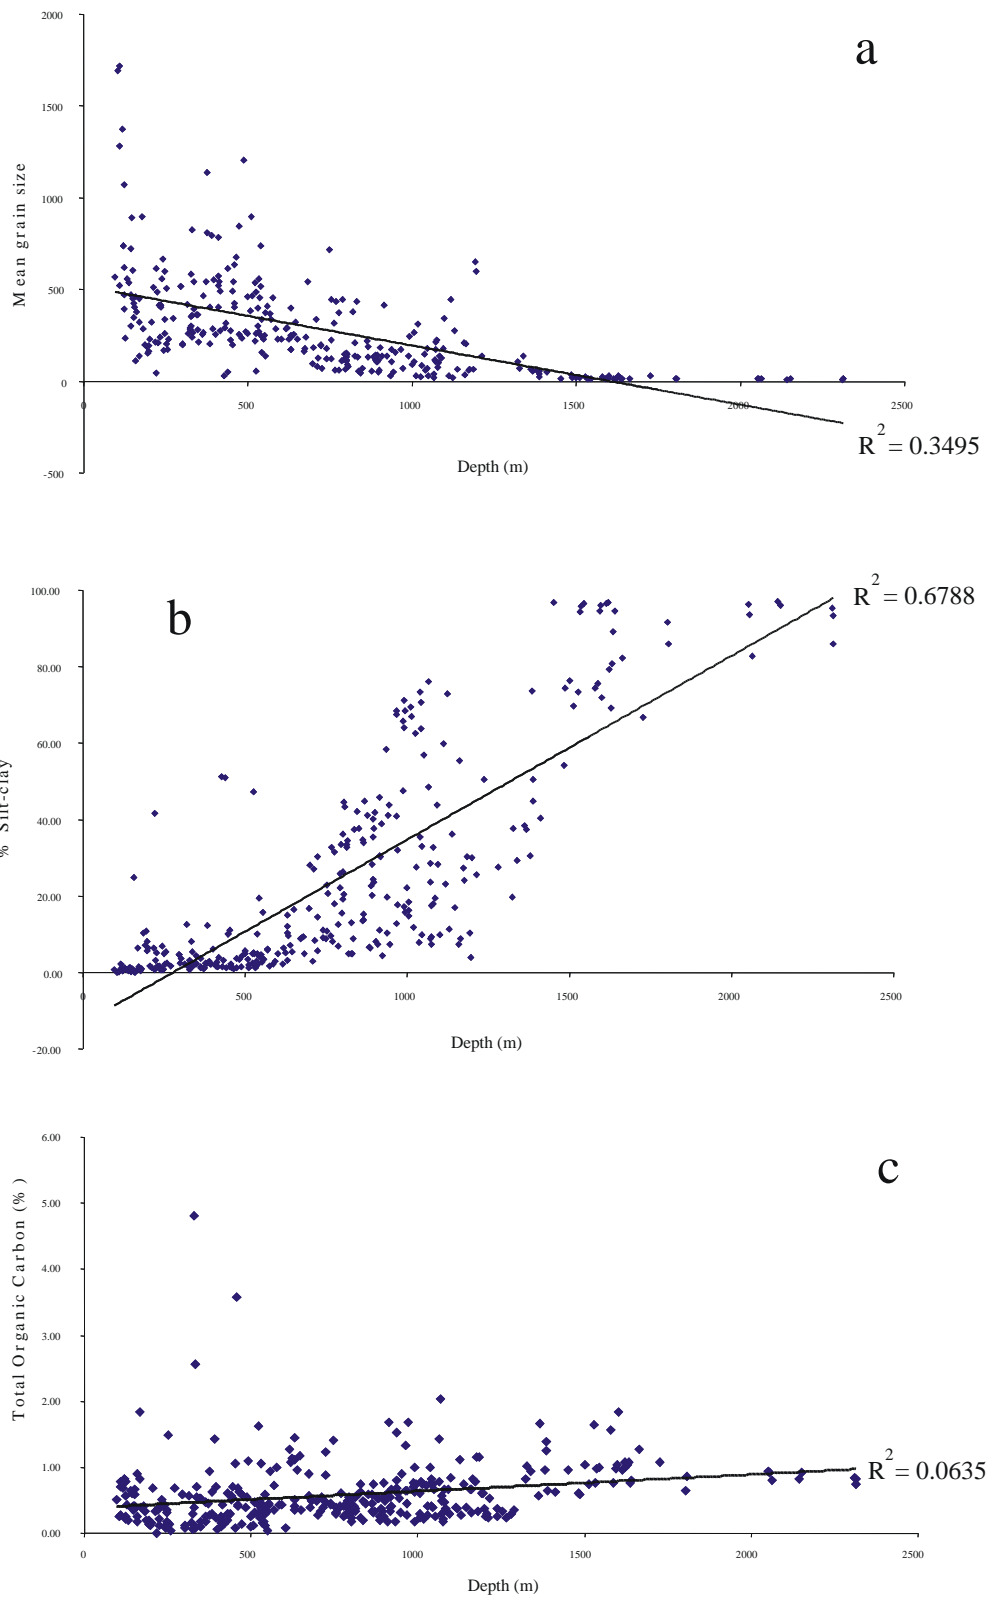 a
2000
1500
1000
500
0
-500
Mean grain size
0 500 1000 1500 2000 2500
Depth (m)
R2 = 0.3495
b
100.00
80.00
60.00
40.00
20.00
0.00
-20.00
% Silt-clay
0 500 1000 1500 2000 2500
Depth (m)
R2 = 0.6788
c
6.00
5.00
4.00
3.00
2.00
1.00
0.00
Total Organic Carbon (%)
0 500 1000 1500 2000 2500
Depth (m)
R2 = 0.0635